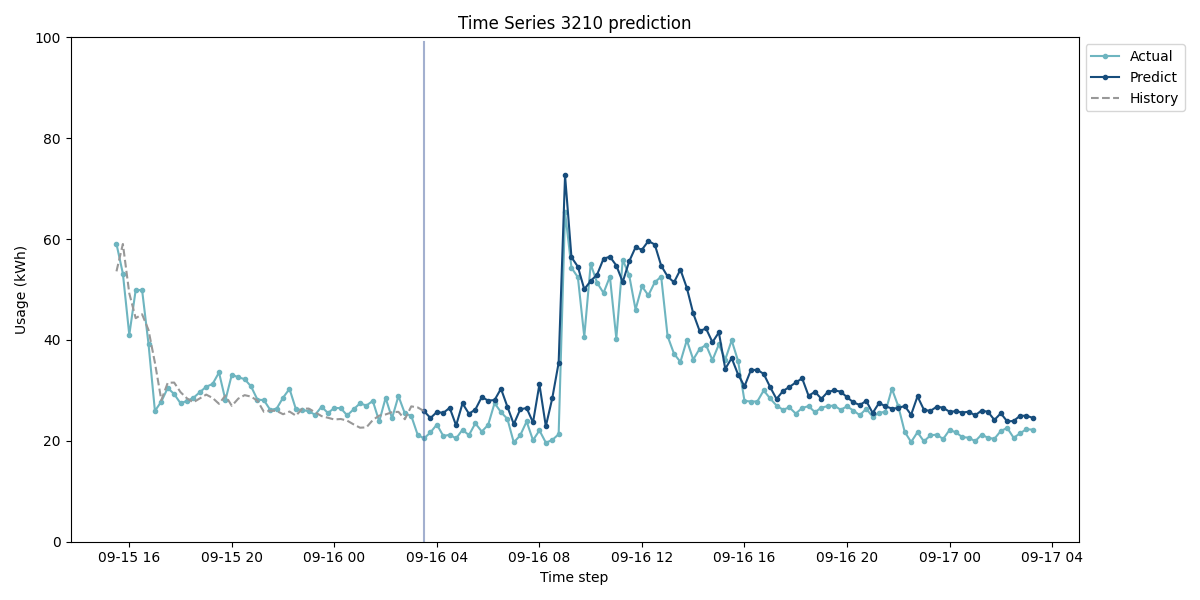 Time Series 3210 prediction
Usage (kWh)
100
80
60
40
20
0
09-15 16
09-15 20
09-16 00
09-16 04
09-16 08
09-16 12
09-16 16
09-16 20
09-17 00
09-17 04
Time step
Actual
Predict
History